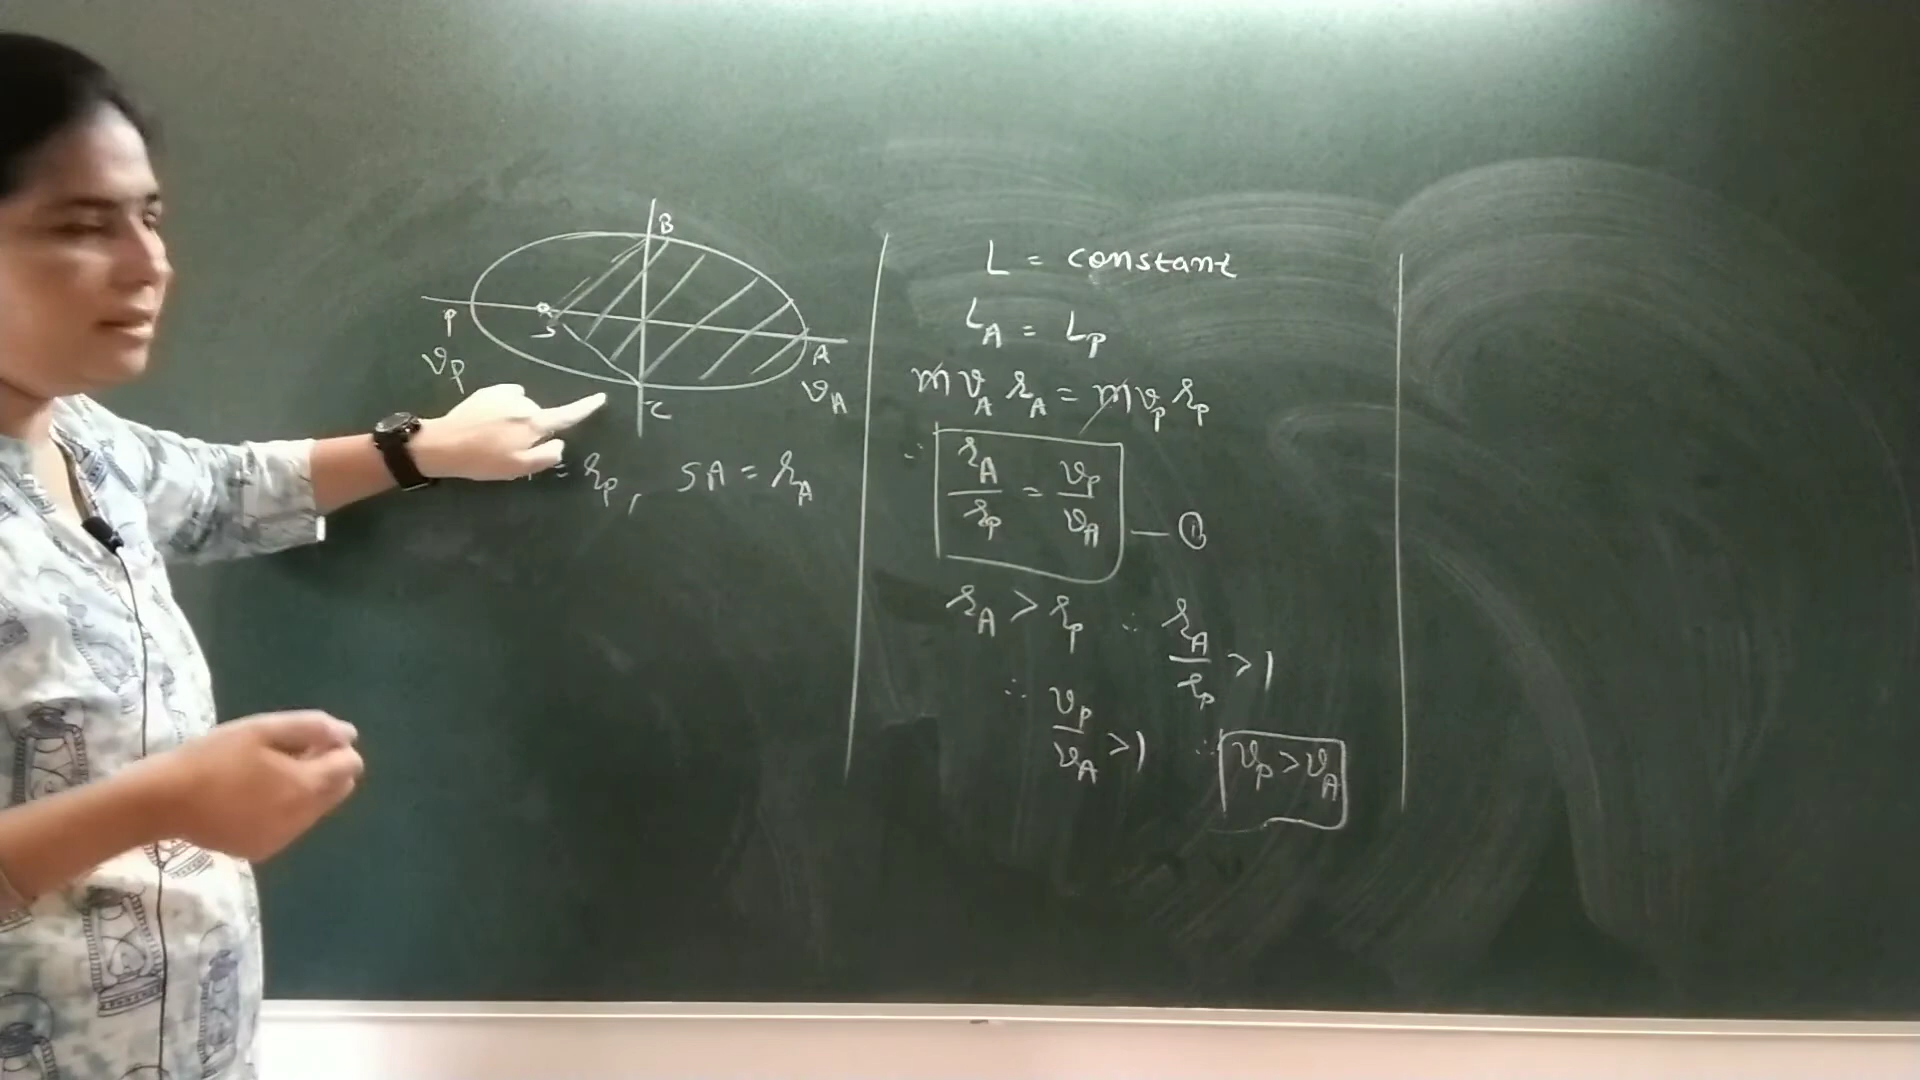 B
P
S
A
v_P
v_A
C
= r_P, SA = r_A
L = constant
L_A = L_P
m v_A r_A = m v_P r_P
∴ r_A / r_P = v_P / v_A — ①
r_A > r_P ∴ r_A / r_P > 1
∴ v_P / v_A > 1 ∴ v_P > v_A